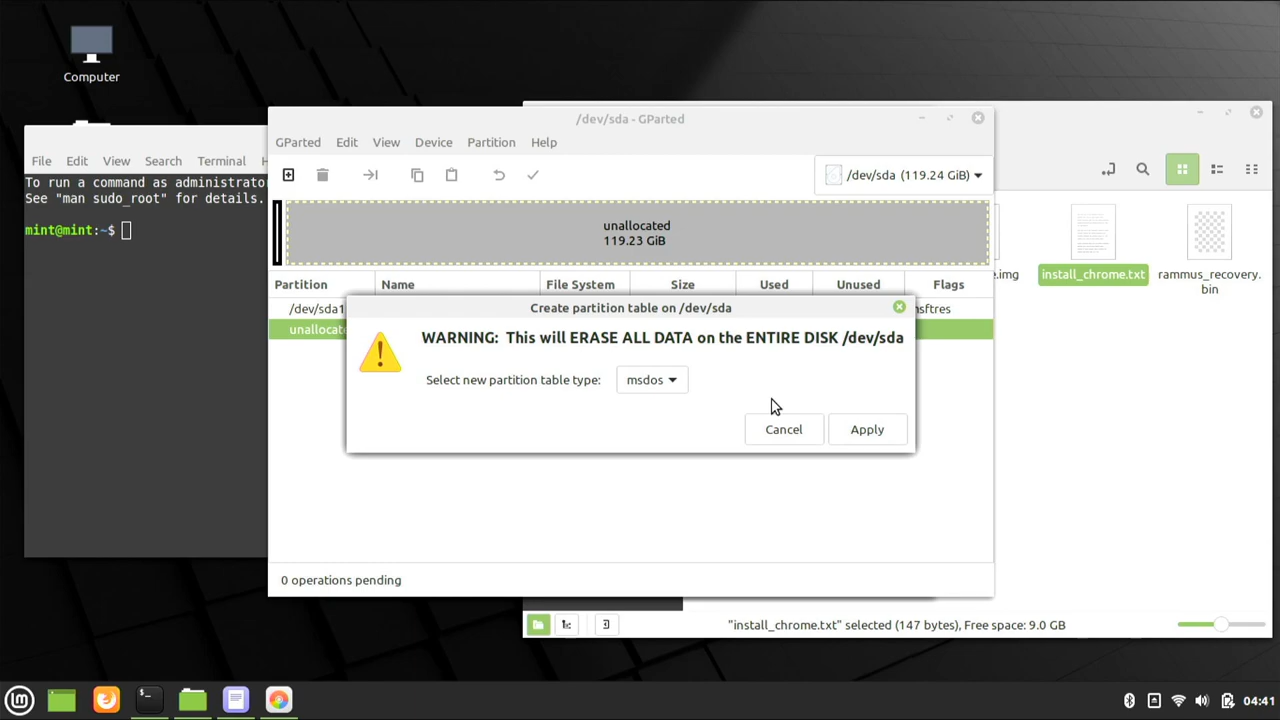 Computer
/dev/sda - GParted
GParted Edit View Device Partition Help
/dev/sda (119.24 GiB)
unallocated
119.23 GiB
Partition Name File System Size Used Unused Flags
/dev/sda1
Create partition table on /dev/sda
WARNING: This will ERASE ALL DATA on the ENTIRE DISK /dev/sda
Select new partition table type: msdos
Cancel Apply
0 operations pending
File Edit View Search Terminal
To run a command as administrator
See "man sudo_root" for details.
mint@mint:~$
install_chrome.txt
rammus_recovery.
bin
"install_chrome.txt" selected (147 bytes), Free space: 9.0 GB
04:41